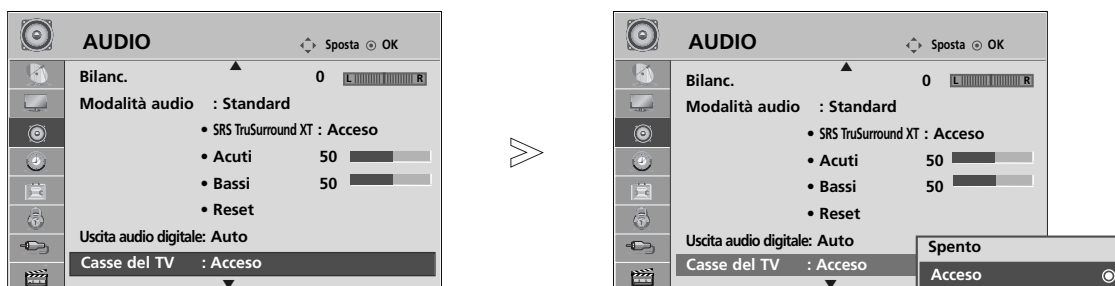 AUDIO Sposta OK
Bilanc. 0 L R
Modalità audio : Standard
• SRS TruSurround XT : Acceso
• Acuti 50
• Bassi 50
• Reset
Uscita audio digitale: Auto
Casse del TV : Acceso
AUDIO Sposta OK
Bilanc. 0 L R
Modalità audio : Standard
• SRS TruSurround XT : Acceso
• Acuti 50
• Bassi 50
• Reset
Uscita audio digitale: Auto
Casse del TV : Acceso
Spento
Acceso